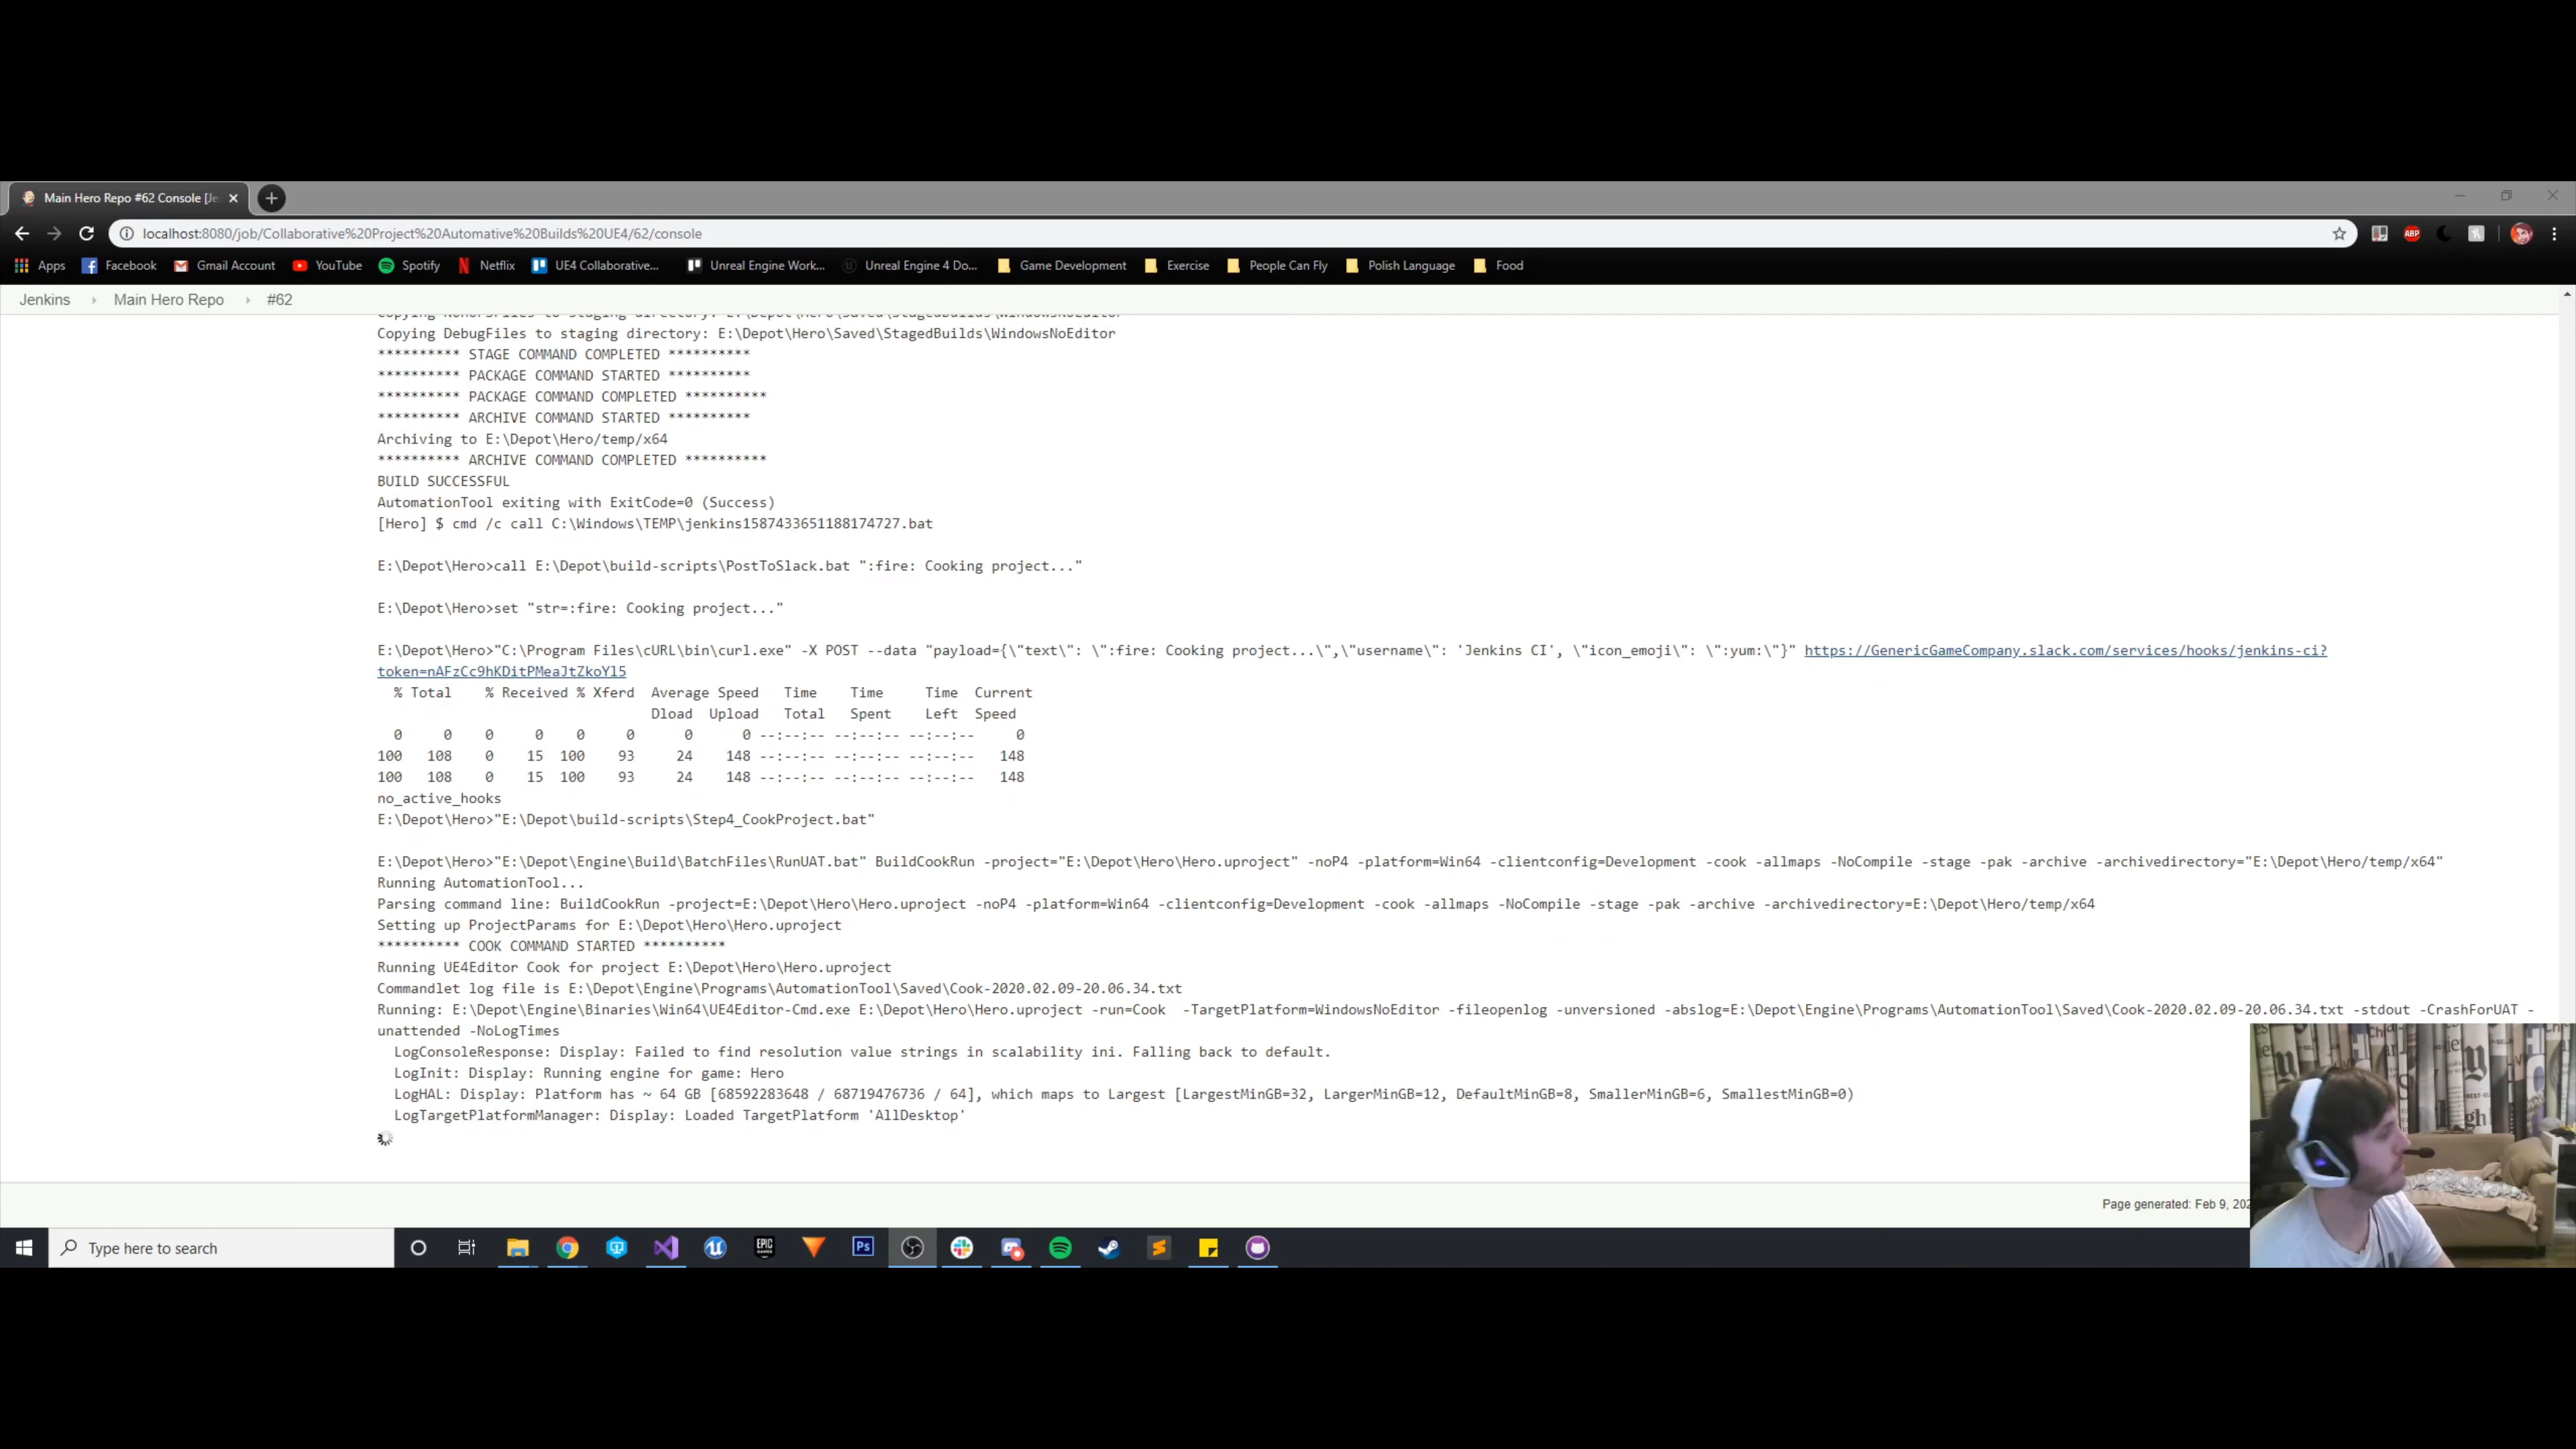 Main Hero Repo #62 Console [Je
localhost:8080/job/Collaborative%20Project%20Automative%20Builds%20UE4/62/console
ABP
Apps Facebook Gmail Account YouTube Spotify Netflix UE4 Collaborative... Unreal Engine Work... Unreal Engine 4 Do... Game Development Exercise People Can Fly Polish Language Food
Jenkins Main Hero Repo #62
Copying DebugFiles to staging directory: E:\Depot\Hero\Saved\StagedBuilds\WindowsNoEditor
********** STAGE COMMAND COMPLETED **********
********** PACKAGE COMMAND STARTED **********
********** PACKAGE COMMAND COMPLETED **********
********** ARCHIVE COMMAND STARTED **********
Archiving to E:\Depot\Hero/temp/x64
********** ARCHIVE COMMAND COMPLETED **********
BUILD SUCCESSFUL
AutomationTool exiting with ExitCode=0 (Success)
[Hero] $ cmd /c call C:\Windows\TEMP\jenkins1587433651188174727.bat
E:\Depot\Hero>call E:\Depot\build-scripts\PostToSlack.bat ":fire: Cooking project..."
E:\Depot\Hero>set "str=:fire: Cooking project..."
E:\Depot\Hero>"C:\Program Files\cURL\bin\curl.exe" -X POST --data "payload={\"text\": \":fire: Cooking project...\",\"username\": 'Jenkins CI', \"icon_emoji\": \":yum:\"}" https://GenericGameCompany.slack.com/services/hooks/jenkins-ci?
token=nAFzCc9hKDitPMeaJtZkoYl5
% Total % Received % Xferd Average Speed Time Time Time Current
Dload Upload Total Spent Left Speed
0 0 0 0 0 0 0 0 --:--:-- --:--:-- --:--:-- 0
100 108 0 15 100 93 24 148 --:--:-- --:--:-- --:--:-- 148
100 108 0 15 100 93 24 148 --:--:-- --:--:-- --:--:-- 148
no_active_hooks
E:\Depot\Hero>"E:\Depot\build-scripts\Step4_CookProject.bat"
E:\Depot\Hero>"E:\Depot\Engine\Build\BatchFiles\RunUAT.bat" BuildCookRun -project="E:\Depot\Hero\Hero.uproject" -noP4 -platform=Win64 -clientconfig=Development -cook -allmaps -NoCompile -stage -pak -archive -archivedirectory="E:\Depot\Hero/temp/x64"
Running AutomationTool...
Parsing command line: BuildCookRun -project=E:\Depot\Hero\Hero.uproject -noP4 -platform=Win64 -clientconfig=Development -cook -allmaps -NoCompile -stage -pak -archive -archivedirectory=E:\Depot\Hero/temp/x64
Setting up ProjectParams for E:\Depot\Hero\Hero.uproject
********** COOK COMMAND STARTED **********
Running UE4Editor Cook for project E:\Depot\Hero\Hero.uproject
Commandlet log file is E:\Depot\Engine\Programs\AutomationTool\Saved\Cook-2020.02.09-20.06.34.txt
Running: E:\Depot\Engine\Binaries\Win64\UE4Editor-Cmd.exe E:\Depot\Hero\Hero.uproject -run=Cook  -TargetPlatform=WindowsNoEditor -fileopenlog -unversioned -abslog=E:\Depot\Engine\Programs\AutomationTool\Saved\Cook-2020.02.09-20.06.34.txt -stdout -CrashForUAT -
unattended -NoLogTimes
LogConsoleResponse: Display: Failed to find resolution value strings in scalability ini. Falling back to default.
LogInit: Display: Running engine for game: Hero
LogHAL: Display: Platform has ~ 64 GB [68592283648 / 68719476736 / 64], which maps to Largest [LargestMinGB=32, LargerMinGB=12, DefaultMinGB=8, SmallerMinGB=6, SmallestMinGB=0)
LogTargetPlatformManager: Display: Loaded TargetPlatform 'AllDesktop'
Page generated: Feb 9, 202
Type here to search
EPIC GAMES
Ps